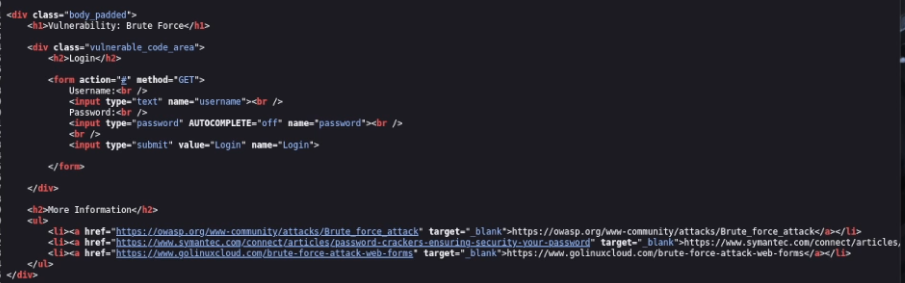 <div class="body_padded">
<h1>Vulnerability: Brute Force</h1>
<div class="vulnerable_code_area">
<h2>Login</h2>
<form action="#" method="GET">
Username:<br />
<input type="text" name="username"><br />
Password:<br />
<input type="password" AUTOCOMPLETE="off" name="password"><br />
<br />
<input type="submit" value="Login" name="Login">
</form>
</div>
<h2>More Information</h2>
<ul>
<li><a href="https://owasp.org/www-community/attacks/Brute_force_attack" target="_blank">https://owasp.org/www-community/attacks/Brute_force_attack</a></li>
<li><a href="https://www.symantec.com/connect/articles/password-crackers-ensuring-security-your-password" target="_blank">https://www.symantec.com/connect/articles/
<li><a href="https://www.golinuxcloud.com/brute-force-attack-web-forms" target="_blank">https://www.golinuxcloud.com/brute-force-attack-web-forms</a></li>
</ul>
</div>